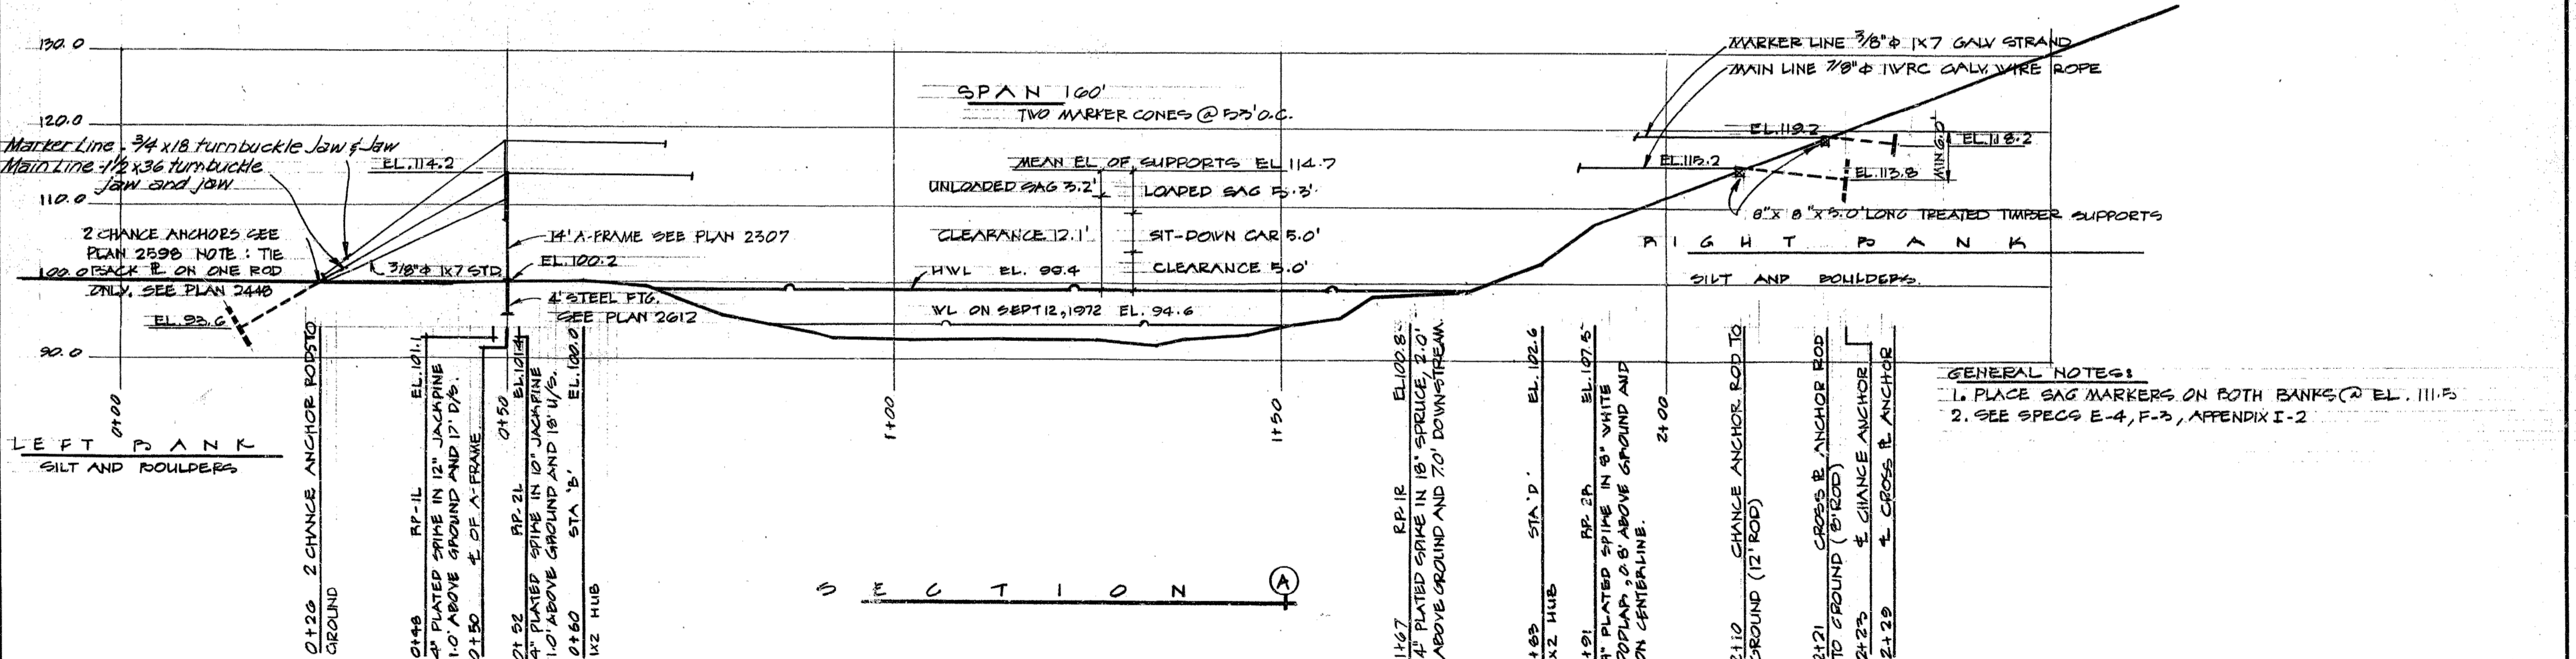 130.0
120.0
110.0
100.0
90.0
Marker Line - 3/4 x18 turnbuckle Jaw & Jaw
Main Line - 1 1/2 x36 turnbuckle
jaw and jaw
EL. 114.2
2 CHANCE ANCHORS SEE
PLAN 2598 NOTE : TIE
BACK ℞ ON ONE ROD
ONLY. SEE PLAN 2448
EL. 93.6
3/8"Φ 1X7 STD
14' A-FRAME SEE PLAN 2307
EL. 100.2
4' STEEL FTG.
SEE PLAN 2612
SPAN 160'
TWO MARKER CONES @ 53' O.C.
MEAN EL OF SUPPORTS EL 114.7
UNLOADED SAG 3.2'
LOADED SAG 5.3'
CLEARANCE 12.1'
SIT-DOWN CAR 5.0'
CLEARANCE 5.0'
HWL EL. 99.4
WL ON SEPT 12, 1972 EL. 94.6
MARKER LINE 3/8"Φ 1X7 GALV STRAND
MAIN LINE 7/8"Φ IWRC GALV. WIRE ROPE
EL. 119.2
EL. 118.2
EL. 115.2
EL. 113.8
MIN 6.0'
8" X 8" X 5.0' LONG TREATED TIMBER SUPPORTS
RIGHT BANK
SILT AND BOULDERS.
LEFT BANK
SILT AND BOULDERS
0+00
0+50
1+00
1+50
2+00
0+26 2 CHANCE ANCHOR RODS TO
GROUND
0+48 RP-1L EL. 101.1
4" PLATED SPIKE IN 12" JACKPINE
1.0' ABOVE GROUND AND 17' D/S.
0+50 ℄ OF A-FRAME
0+52 RP-2L EL. 101.4
4" PLATED SPIKE IN 10" JACKPINE
1.0' ABOVE GROUND AND 18' U/S.
0+60 STA 'B' EL. 100.0
1X2 HUB
1+67 RP 1R EL 100.8
4" PLATED SPIKE IN 18" SPRUCE, 2.0'
ABOVE GROUND AND 7.0' DOWNSTREAM.
+83 STA 'D' EL. 102.6
X2 HUB
+91 RP 2R EL. 107.5
4" PLATED SPIKE IN 8" WHITE
POPLAR, 0.8' ABOVE GROUND AND
ON CENTERLINE.
2+10 CHANCE ANCHOR ROD TO
GROUND (12' ROD)
2+21 CROSS ℞ ANCHOR ROD
TO GROUND (8' ROD)
2+23 ℄ CHANCE ANCHOR
2+29 ℄ CROSS ℞ ANCHOR
SECTION A
GENERAL NOTES:
1. PLACE SAG MARKERS ON BOTH BANKS @ EL. 111.5
2. SEE SPECS E-4, F-3, APPENDIX I-2